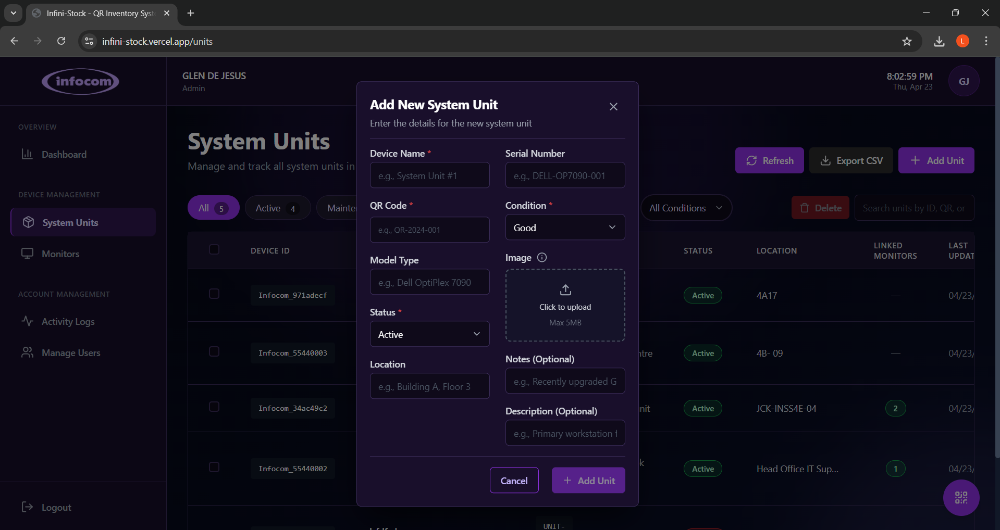 Infini-Stock - QR Inventory Syst
infini-stock.vercel.app/units
L
infocom
GLEN DE JESUS
Admin
8:02:59 PM
Thu, Apr 23
GJ
OVERVIEW
Dashboard
DEVICE MANAGEMENT
System Units
Monitors
ACCOUNT MANAGEMENT
Activity Logs
Manage Users
Logout
System Units
Manage and track all system units in
Refresh
Export CSV
Add Unit
All 5
Active 4
Mainte
All Conditions
Delete
Search units by ID, QR, or
DEVICE ID
STATUS
LOCATION
LINKED
MONITORS
LAST
UPDAT
Infocom_971adecf
Active
4A17
—
04/23/
Infocom_55440003
ntre
Active
4B- 09
—
04/23/
Infocom_34ac49c2
nit
Active
JCK-INSS4E-04
2
04/23/
Infocom_55440002
k
Active
Head Office IT Sup...
1
04/23/
UNIT-
Add New System Unit
Enter the details for the new system unit
Device Name *
e.g., System Unit #1
Serial Number
e.g., DELL-OP7090-001
QR Code *
e.g., QR-2024-001
Condition *
Good
Model Type
e.g., Dell OptiPlex 7090
Image
Click to upload
Max 5MB
Status *
Active
Location
e.g., Building A, Floor 3
Notes (Optional)
e.g., Recently upgraded G
Description (Optional)
e.g., Primary workstation f
Cancel
Add Unit